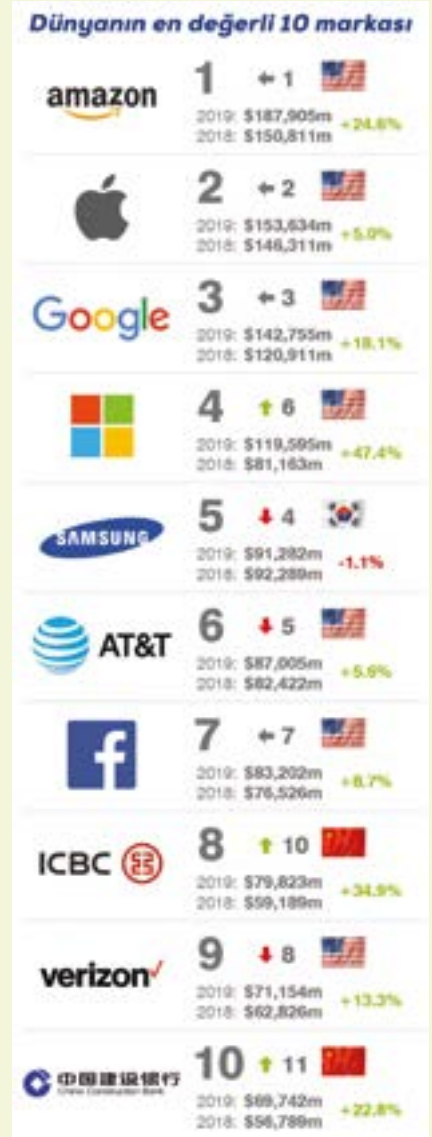 Dünyanın en değerli 10 markası
amazon
1 1
2019: $187,905m
2018: $150,811m
+24.6%
2 2
2019: $153,634m
2018: $146,311m
+5.0%
Google
3 3
2019: $142,755m
2018: $120,911m
+18.1%
4 6
2019: $119,595m
2018: $81,163m
+47.4%
SAMSUNG
5 4
2019: $91,282m
2018: $92,289m
-1.1%
AT&T
6 5
2019: $87,005m
2018: $82,422m
+5.6%
f
7 7
2019: $83,202m
2018: $76,526m
+8.7%
ICBC
8 10
2019: $79,823m
2018: $59,189m
+34.9%
verizon
9 8
2019: $71,154m
2018: $62,826m
+13.3%
中国建设银行
China Construction Bank
10 11
2019: $69,742m
2018: $56,789m
+22.8%